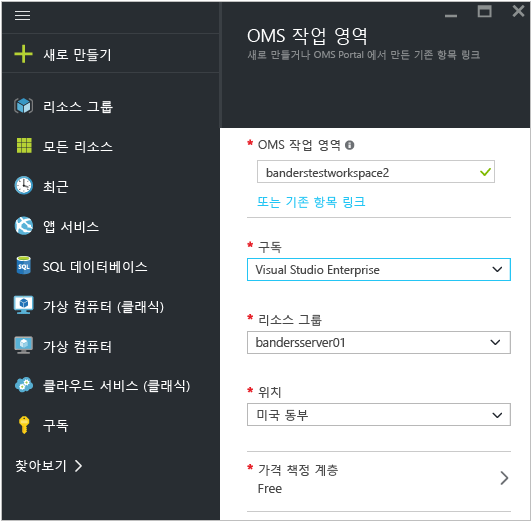 새로 만들기
리소스 그룹
모든 리소스
최근
앱 서비스
SQL
SQL 데이터베이스
가상 컴퓨터 (클래식)
가상 컴퓨터
클라우드 서비스 (클래식)
구독
찾아보기
OMS 작업 영역
새로 만들거나 OMS Portal 에서 만든 기존 항목 링크
* OMS 작업 영역
banderstestworkspace2
또는 기존 항목 링크
* 구독
Visual Studio Enterprise
* 리소스 그룹
bandersserver01
* 위치
미국 동부
* 가격 책정 계층
Free